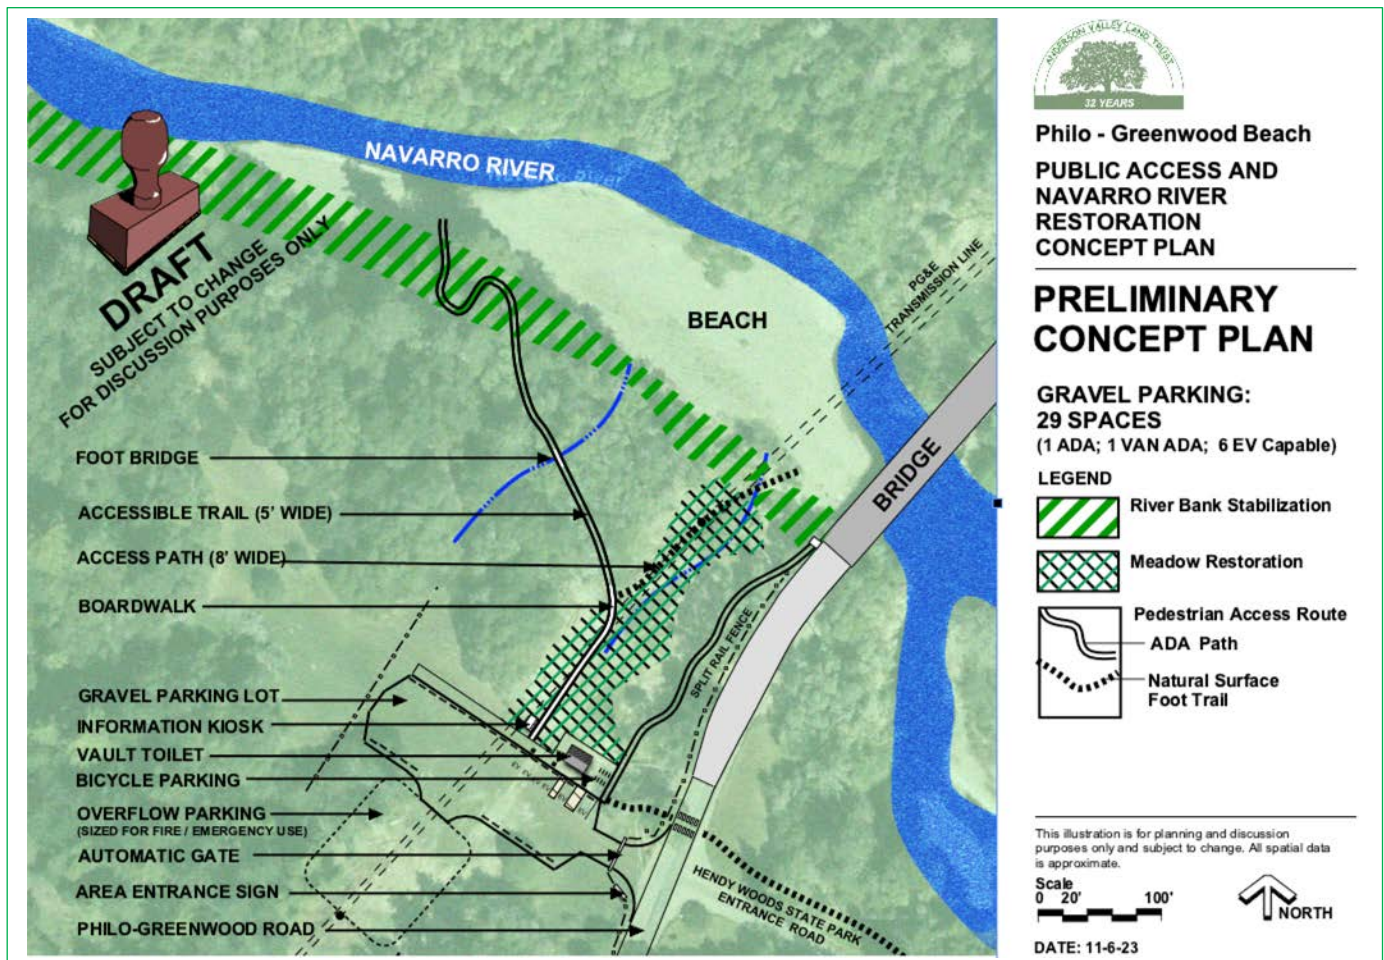 NAVARRO RIVER
DRAFT
SUBJECT TO CHANGE
FOR DISCUSSION PURPOSES ONLY
BEACH
PG&E
TRANSMISSION LINE
BRIDGE
FOOT BRIDGE
ACCESSIBLE TRAIL (5' WIDE)
ACCESS PATH (8' WIDE)
BOARDWALK
SPLIT RAIL FENCE
GRAVEL PARKING LOT
INFORMATION KIOSK
VAULT TOILET
BICYCLE PARKING
OVERFLOW PARKING
(SIZED FOR FIRE / EMERGENCY USE)
AUTOMATIC GATE
AREA ENTRANCE SIGN
PHILO-GREENWOOD ROAD
HENDY WOODS STATE PARK
ENTRANCE ROAD
ANDERSON VALLEY LAND TRUST
32 YEARS
Philo - Greenwood Beach
PUBLIC ACCESS AND
NAVARRO RIVER
RESTORATION
CONCEPT PLAN
PRELIMINARY
CONCEPT PLAN
GRAVEL PARKING:
29 SPACES
(1 ADA; 1 VAN ADA; 6 EV Capable)
LEGEND
River Bank Stabilization
Meadow Restoration
Pedestrian Access Route
ADA Path
Natural Surface
Foot Trail
This illustration is for planning and discussion
purposes only and subject to change. All spatial data
is approximate.
Scale
0 20' 100'
NORTH
DATE: 11-6-23